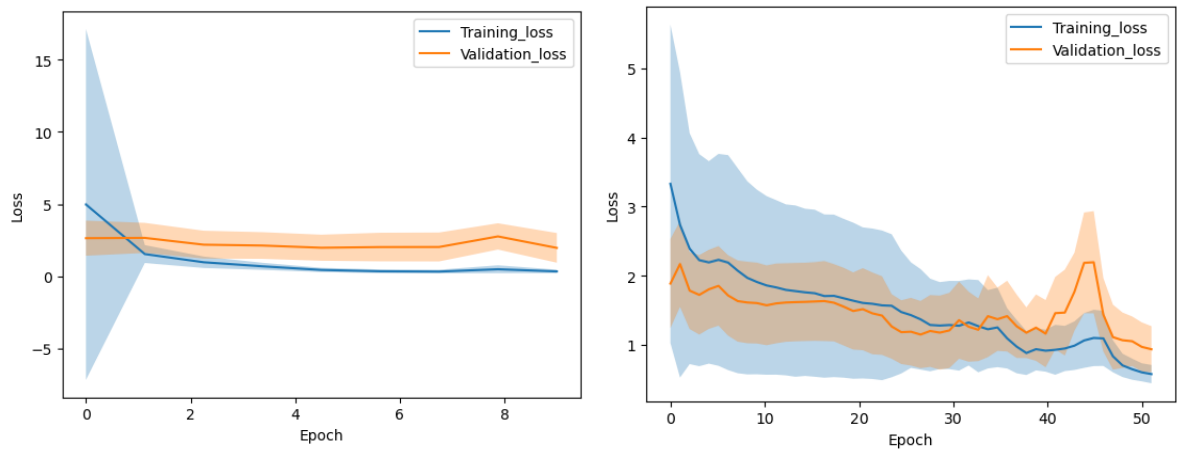 Training_loss
Validation_loss
15
10
5
0
−5
Loss
0 2 4 6 8
Epoch
Training_loss
Validation_loss
5
4
3
2
1
Loss
0 10 20 30 40 50
Epoch